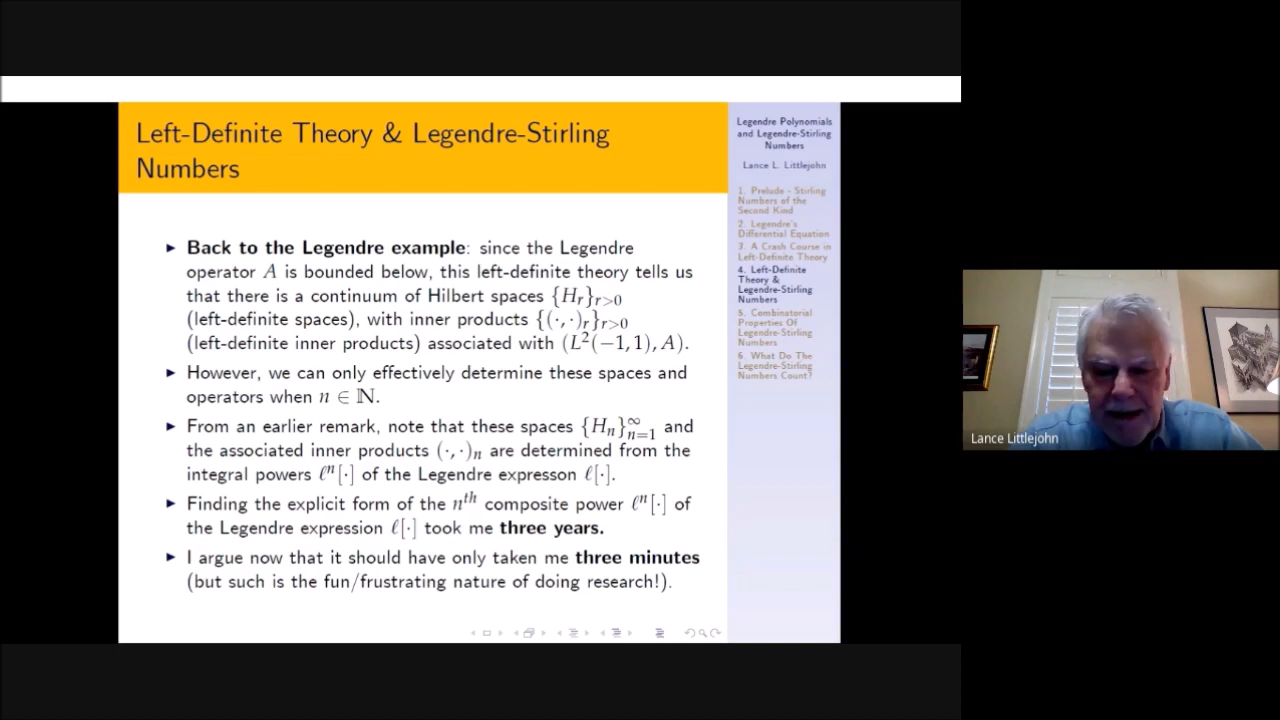 Left-Definite Theory & Legendre-Stirling
Numbers
▶ Back to the Legendre example: since the Legendre
operator A is bounded below, this left-definite theory tells us
that there is a continuum of Hilbert spaces {H_r}_{r>0}
(left-definite spaces), with inner products {(·,·)_r}_{r>0}
(left-definite inner products) associated with (L²(−1,1), A).
▶ However, we can only effectively determine these spaces and
operators when n ∈ ℕ.
▶ From an earlier remark, note that these spaces {H_n}_{n=1}^∞ and
the associated inner products (·,·)_n are determined from the
integral powers ℓⁿ[·] of the Legendre expresson ℓ[·].
▶ Finding the explicit form of the n^{th} composite power ℓⁿ[·] of
the Legendre expression ℓ[·] took me three years.
▶ I argue now that it should have only taken me three minutes
(but such is the fun/frustrating nature of doing research!).
Legendre Polynomials
and Legendre-Stirling
Numbers
Lance L. Littlejohn
1. Prelude - Stirling
Numbers of the
Second Kind
2. Legendre's
Differential Equation
3. A Crash Course in
Left-Definite Theory
4. Left-Definite
Theory &
Legendre-Stirling
Numbers
5. Combinatorial
Properties Of
Legendre-Stirling
Numbers
6. What Do The
Legendre-Stirling
Numbers Count?
Lance Littlejohn